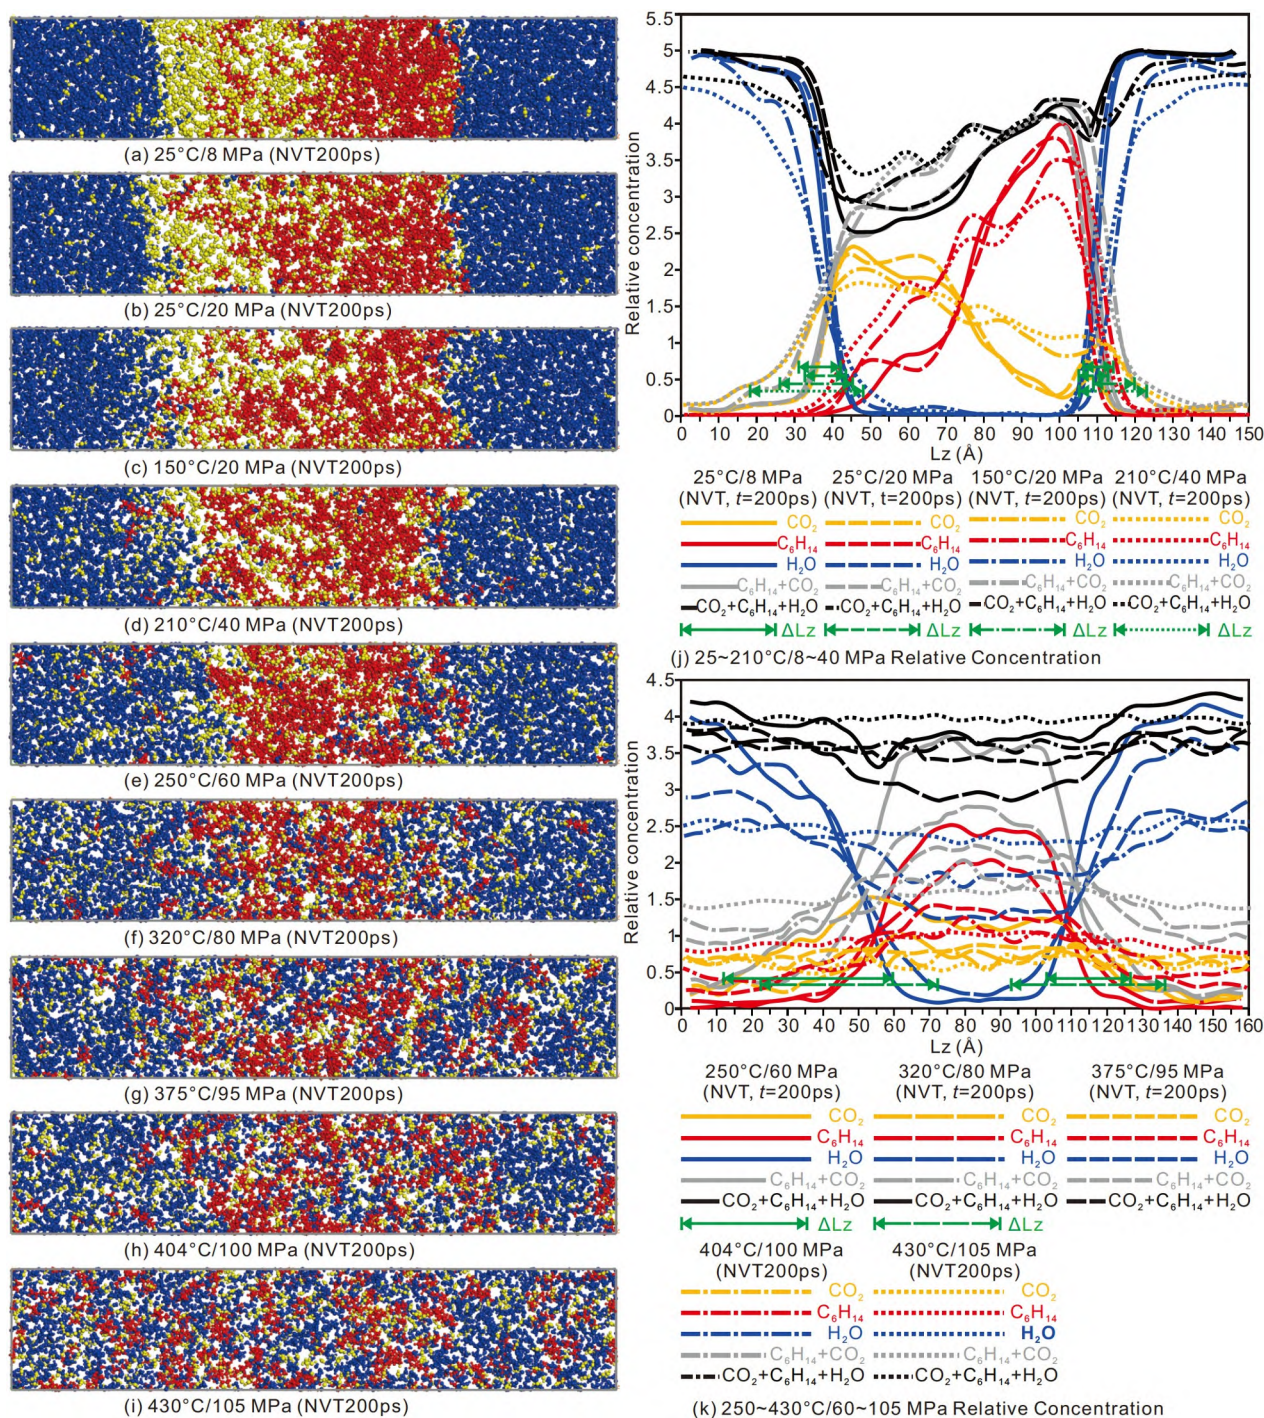 (a) 25°C/8 MPa (NVT200ps)
(b) 25°C/20 MPa (NVT200ps)
(c) 150°C/20 MPa (NVT200ps)
(d) 210°C/40 MPa (NVT200ps)
(e) 250°C/60 MPa (NVT200ps)
(f) 320°C/80 MPa (NVT200ps)
(g) 375°C/95 MPa (NVT200ps)
(h) 404°C/100 MPa (NVT200ps)
(i) 430°C/105 MPa (NVT200ps)
Relative concentration
5.5
5
4.5
4
3.5
3
2.5
2
1.5
1
0.5
0
0 10 20 30 40 50 60 70 80 90 100 110 120 130 140 150
Lz (Å)
25°C/8 MPa 25°C/20 MPa 150°C/20 MPa 210°C/40 MPa
(NVT, t=200ps) (NVT, t=200ps) (NVT, t=200ps) (NVT, t=200ps)
CO₂ CO₂ CO₂ CO₂
C₆H₁₄ C₆H₁₄ C₆H₁₄ C₆H₁₄
H₂O H₂O H₂O H₂O
C₆H₁₄+CO₂ C₆H₁₄+CO₂ C₆H₁₄+CO₂ C₆H₁₄+CO₂
CO₂+C₆H₁₄+H₂O CO₂+C₆H₁₄+H₂O CO₂+C₆H₁₄+H₂O CO₂+C₆H₁₄+H₂O
ΔLz ΔLz ΔLz ΔLz
(j) 25~210°C/8~40 MPa Relative Concentration
Relative concentration
4.5
4
3.5
3
2.5
2
1.5
1
0.5
0
0 10 20 30 40 50 60 70 80 90 100 110 120 130 140 150 160
Lz (Å)
250°C/60 MPa 320°C/80 MPa 375°C/95 MPa
(NVT, t=200ps) (NVT, t=200ps) (NVT, t=200ps)
CO₂ CO₂ CO₂
C₆H₁₄ C₆H₁₄ C₆H₁₄
H₂O H₂O H₂O
C₆H₁₄+CO₂ C₆H₁₄+CO₂ C₆H₁₄+CO₂
CO₂+C₆H₁₄+H₂O CO₂+C₆H₁₄+H₂O CO₂+C₆H₁₄+H₂O
ΔLz ΔLz
404°C/100 MPa 430°C/105 MPa
(NVT200ps) (NVT200ps)
CO₂ CO₂
C₆H₁₄ C₆H₁₄
H₂O H₂O
C₆H₁₄+CO₂ C₆H₁₄+CO₂
CO₂+C₆H₁₄+H₂O CO₂+C₆H₁₄+H₂O
(k) 250~430°C/60~105 MPa Relative Concentration